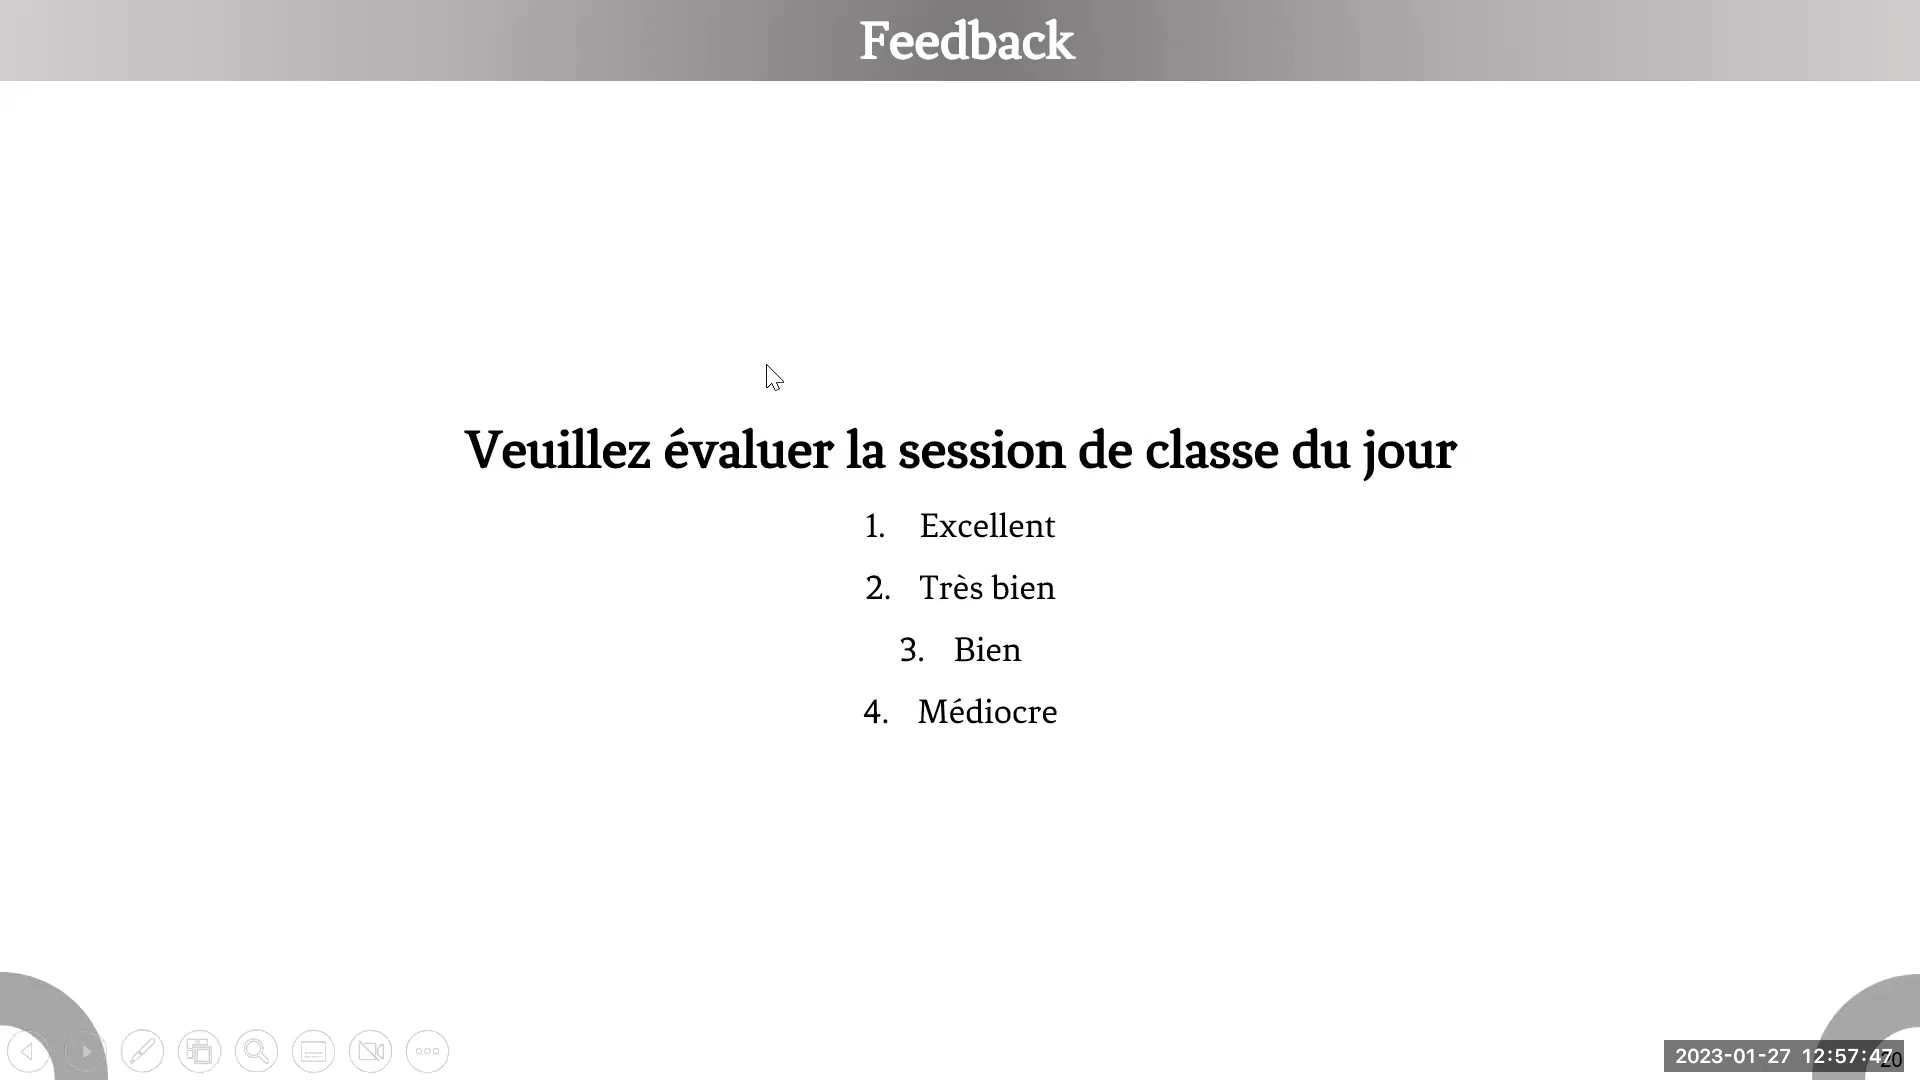 Feedback
Veuillez évaluer la session de classe du jour
1. Excellent
2. Très bien
3. Bien
4. Médiocre
2023-01-27 12:57:47
20